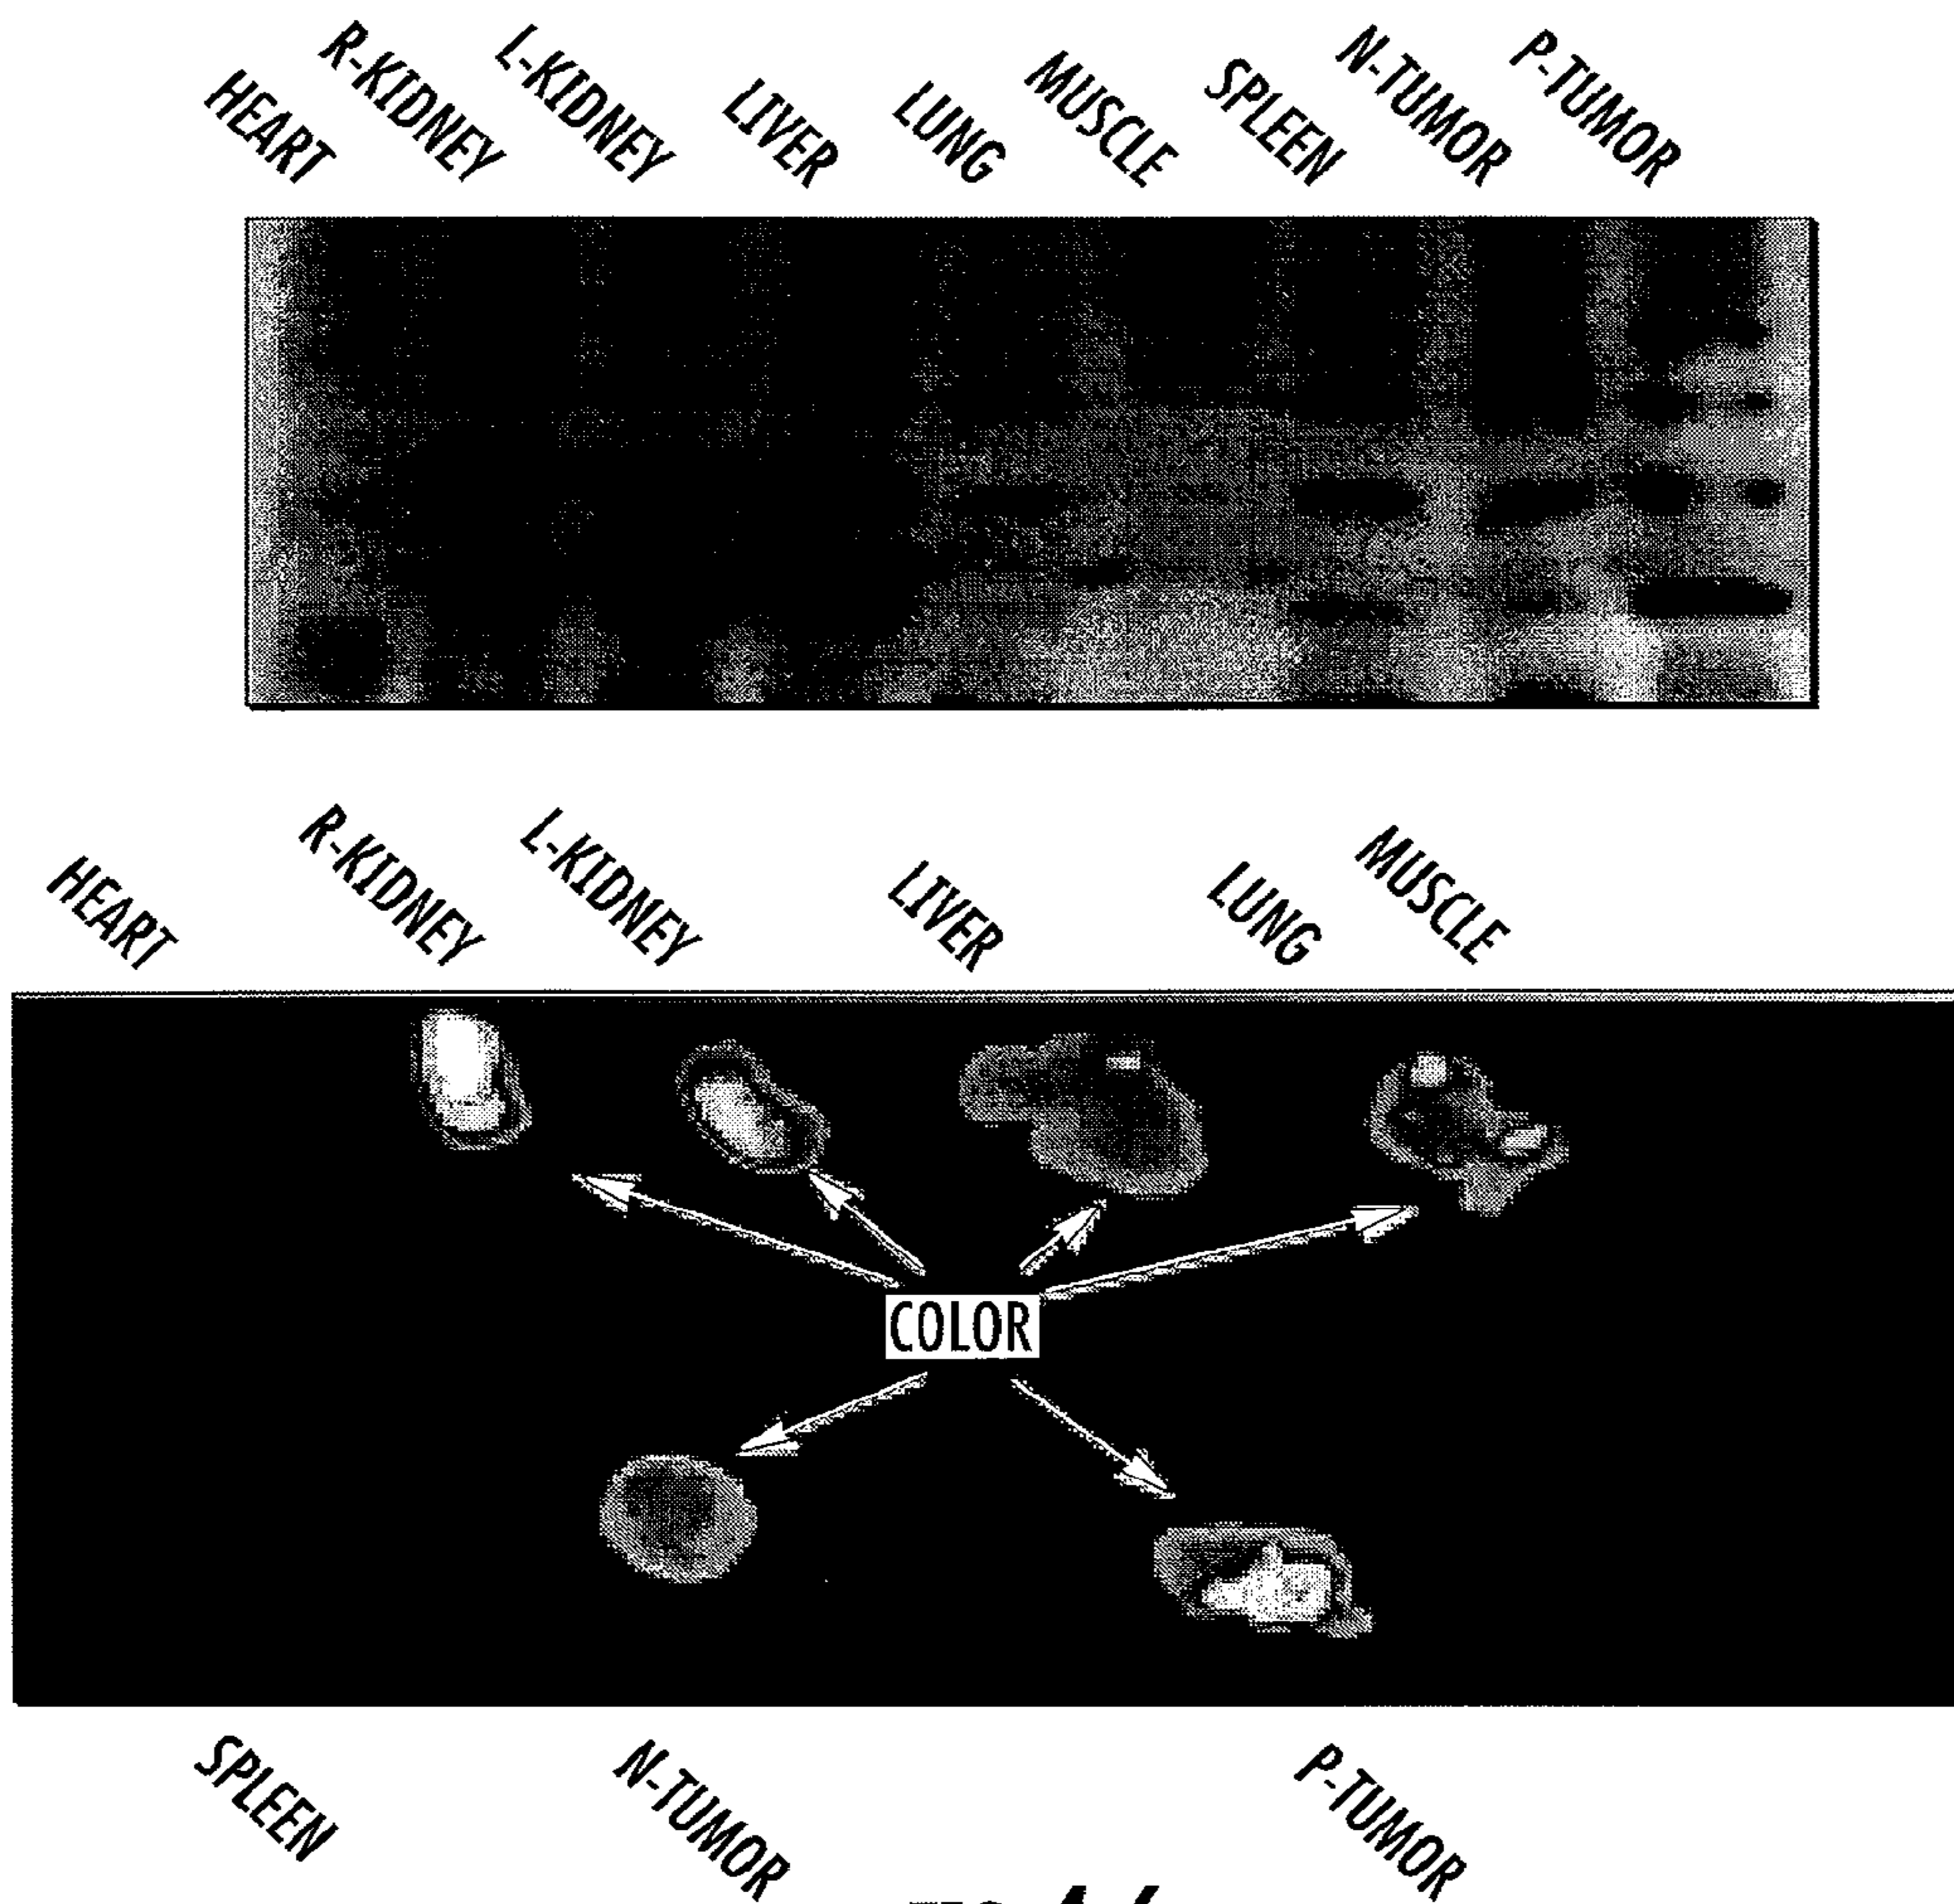 HEART R-KIDNEY L-KIDNEY LIVER LUNG MUSCLE SPLEEN N-TUMOR P-TUMOR
HEART R-KIDNEY L-KIDNEY LIVER LUNG MUSCLE
COLOR
SPLEEN N-TUMOR P-TUMOR